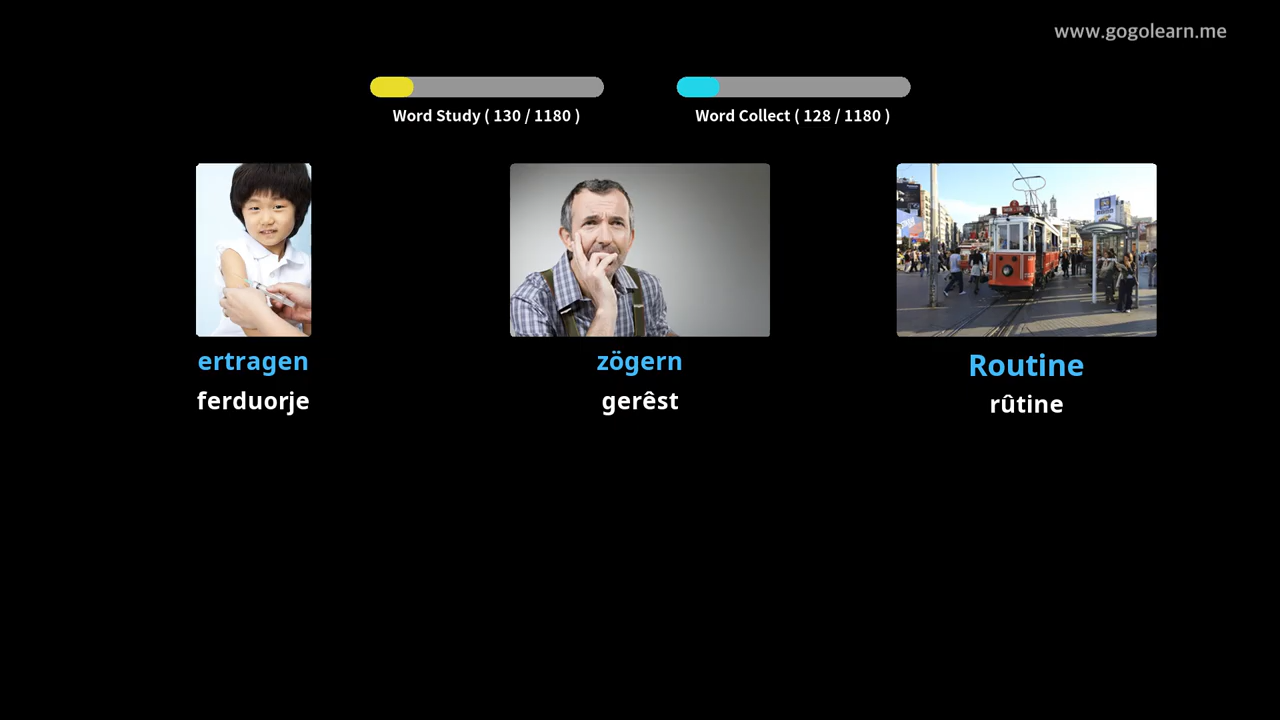 www.gogolearn.me
Word Study ( 130 / 1180 )
Word Collect ( 128 / 1180 )
ertragen
ferduorje
zögern
gerêst
Routine
rûtine